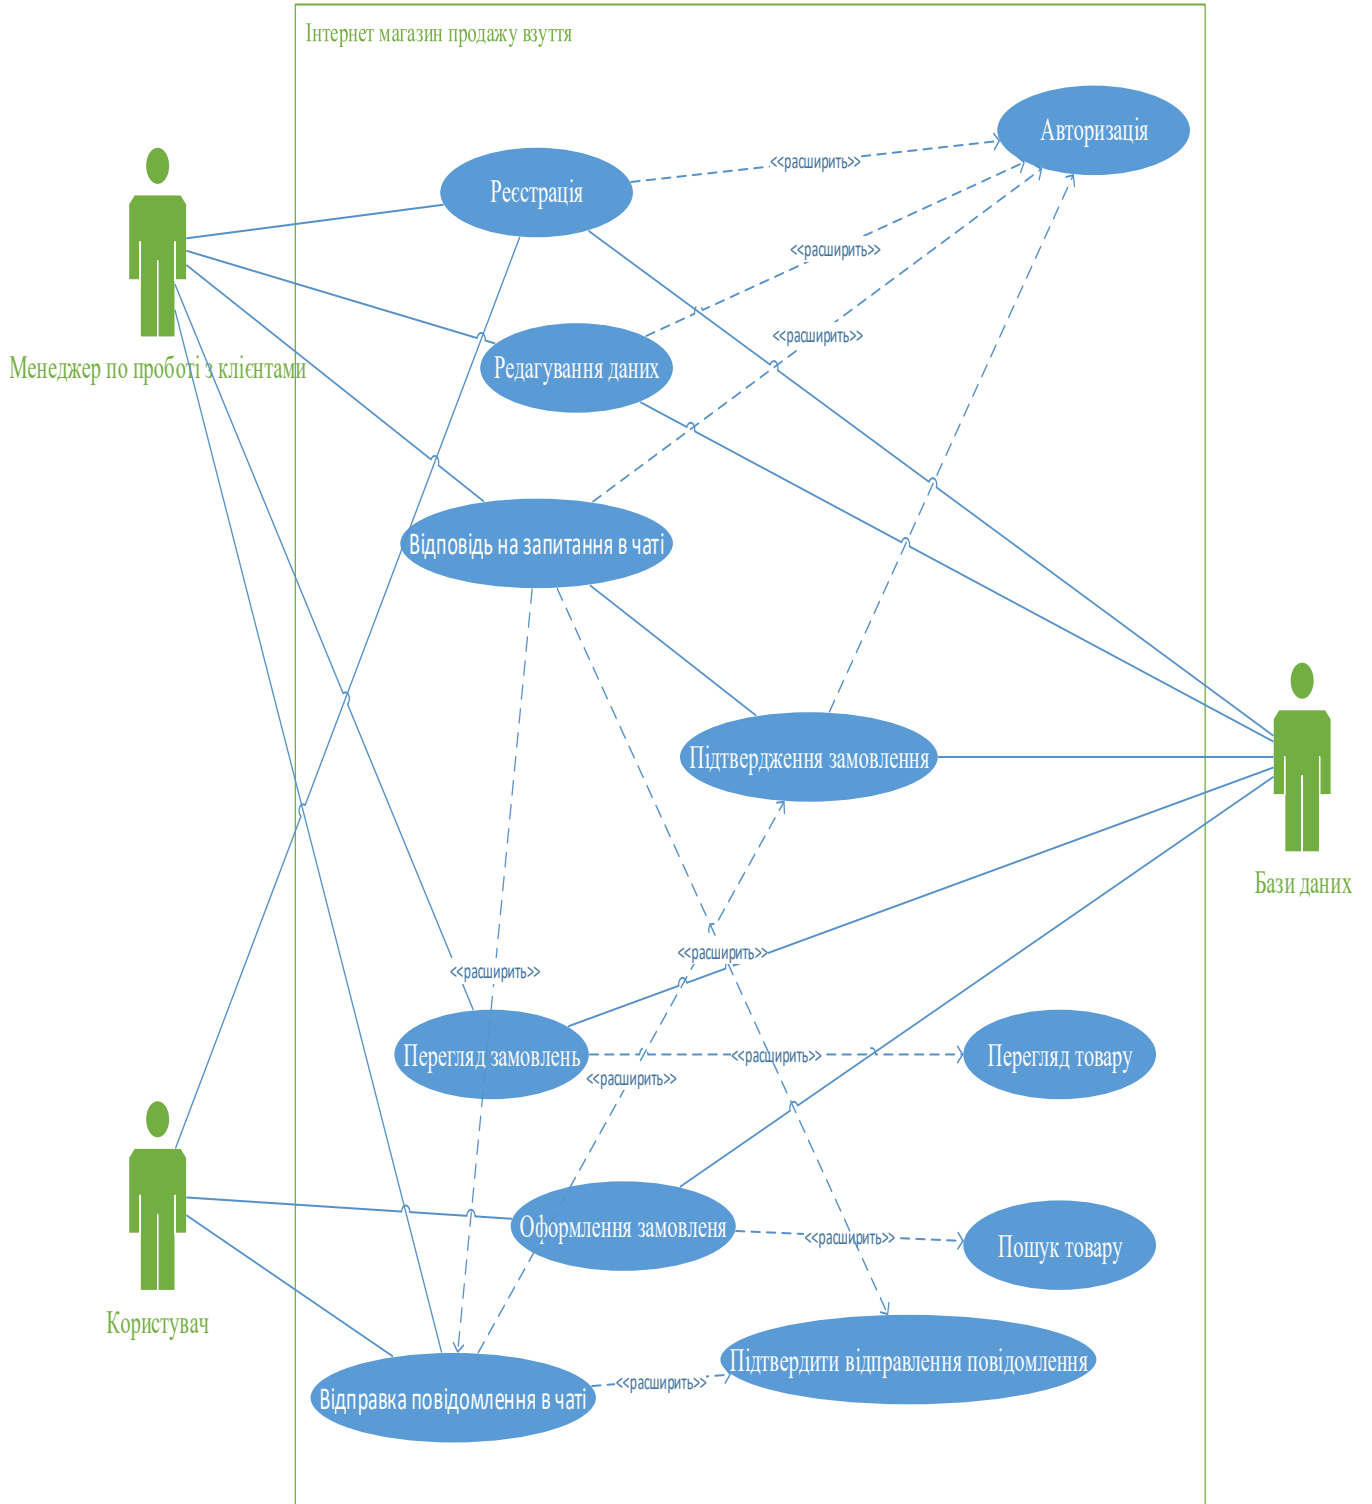 Інтернет магазин продажу взуття
Авторизація
<<расширить>>
Реєстрація
<<расширить>>
<<расширить>>
Менеджер по проботі з клієнтами
Редагування даних
Відповідь на запитання в чаті
Підтвердження замовлення
Бази даних
<<расширить>>
<<расширить>>
Перегляд замовлень
<<расширить>>
Перегляд товару
<<расширить>>
Оформлення замовленя
<<расширить>>
Пошук товару
Користувач
Підтвердити відправлення повідомлення
<<расширить>>
Відправка повідомлення в чаті